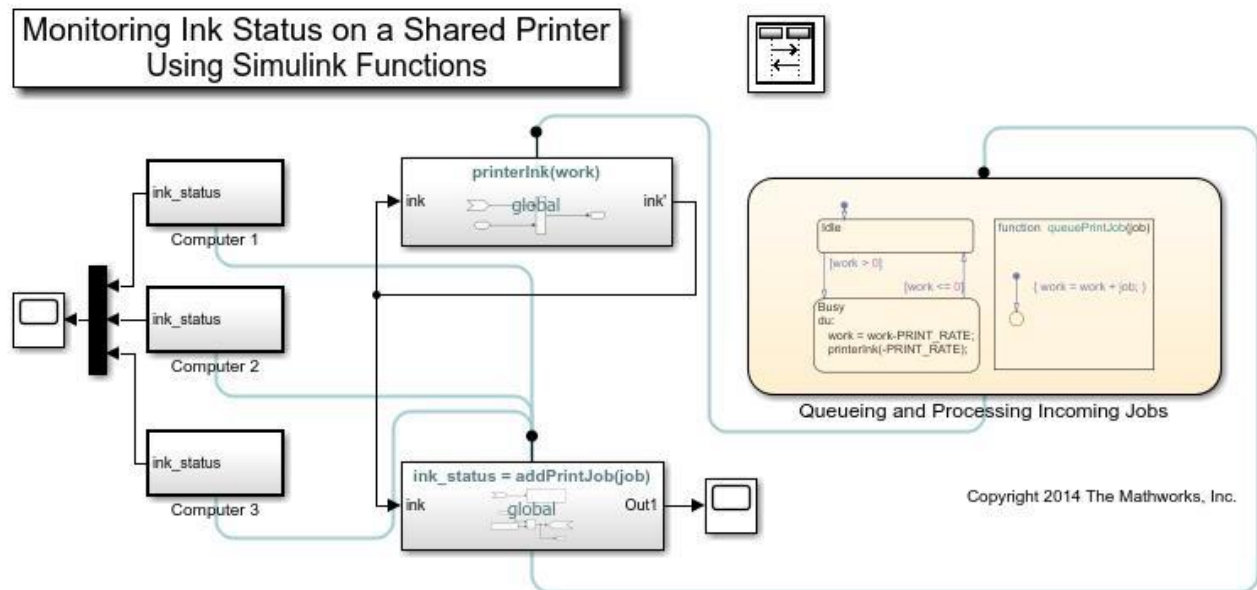 Monitoring Ink Status on a Shared Printer
Using Simulink Functions
ink_status
Computer 1
ink_status
Computer 2
ink_status
Computer 3
printerInk(work)
ink
global
ink'
ink_status = addPrintJob(job)
ink
global
Out1
Idle
[work > 0]
[work <= 0]
Busy
du:
work = work-PRINT_RATE;
printerInk(-PRINT_RATE);
function queuePrintJob(job)
{ work = work + job; }
Queueing and Processing Incoming Jobs
Copyright 2014 The Mathworks, Inc.